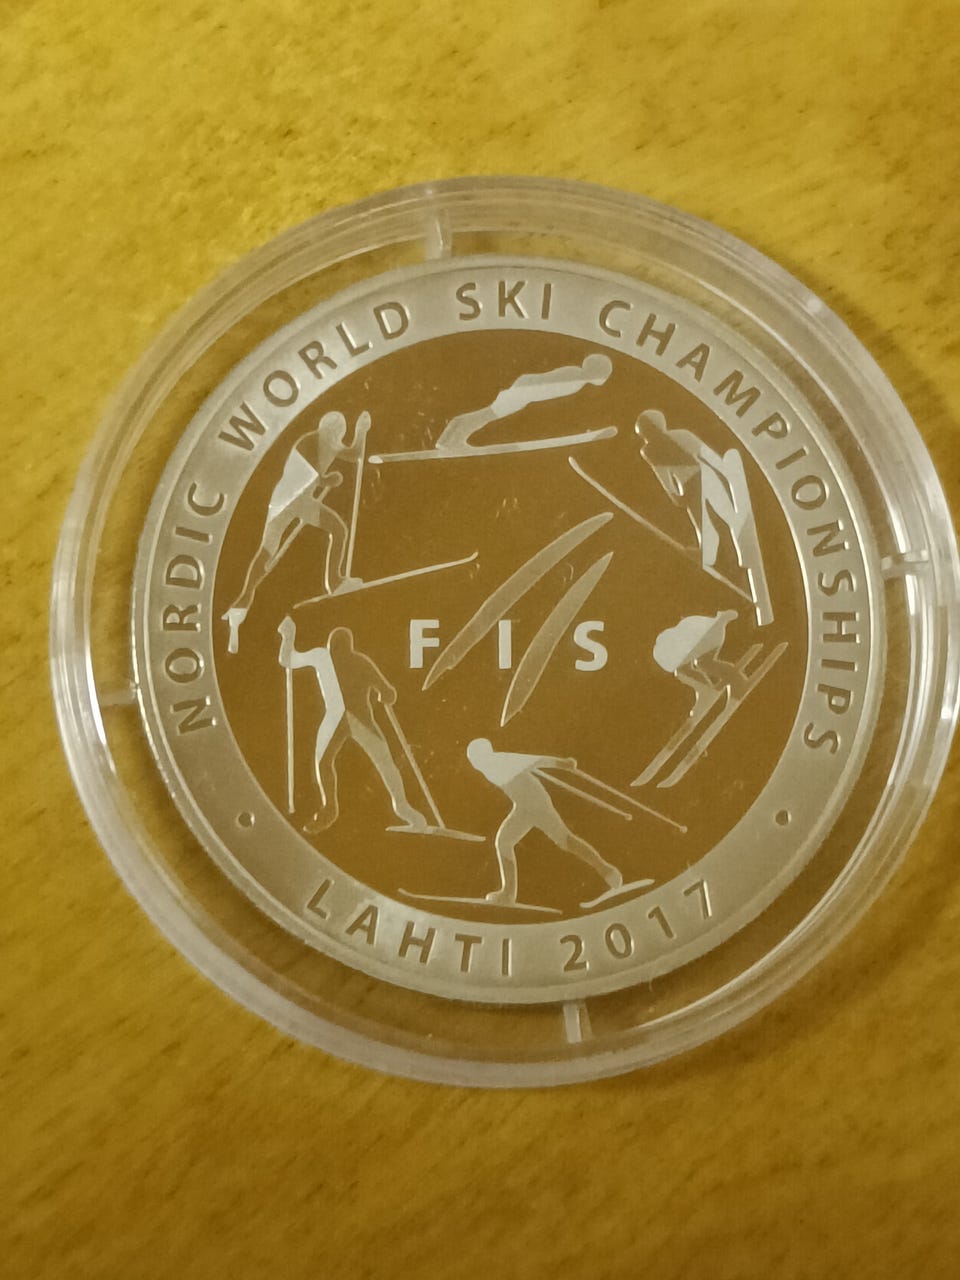 NORDIC WORLD SKI CHAMPIONSHIPS
FIS
• LAHTI 2017 •